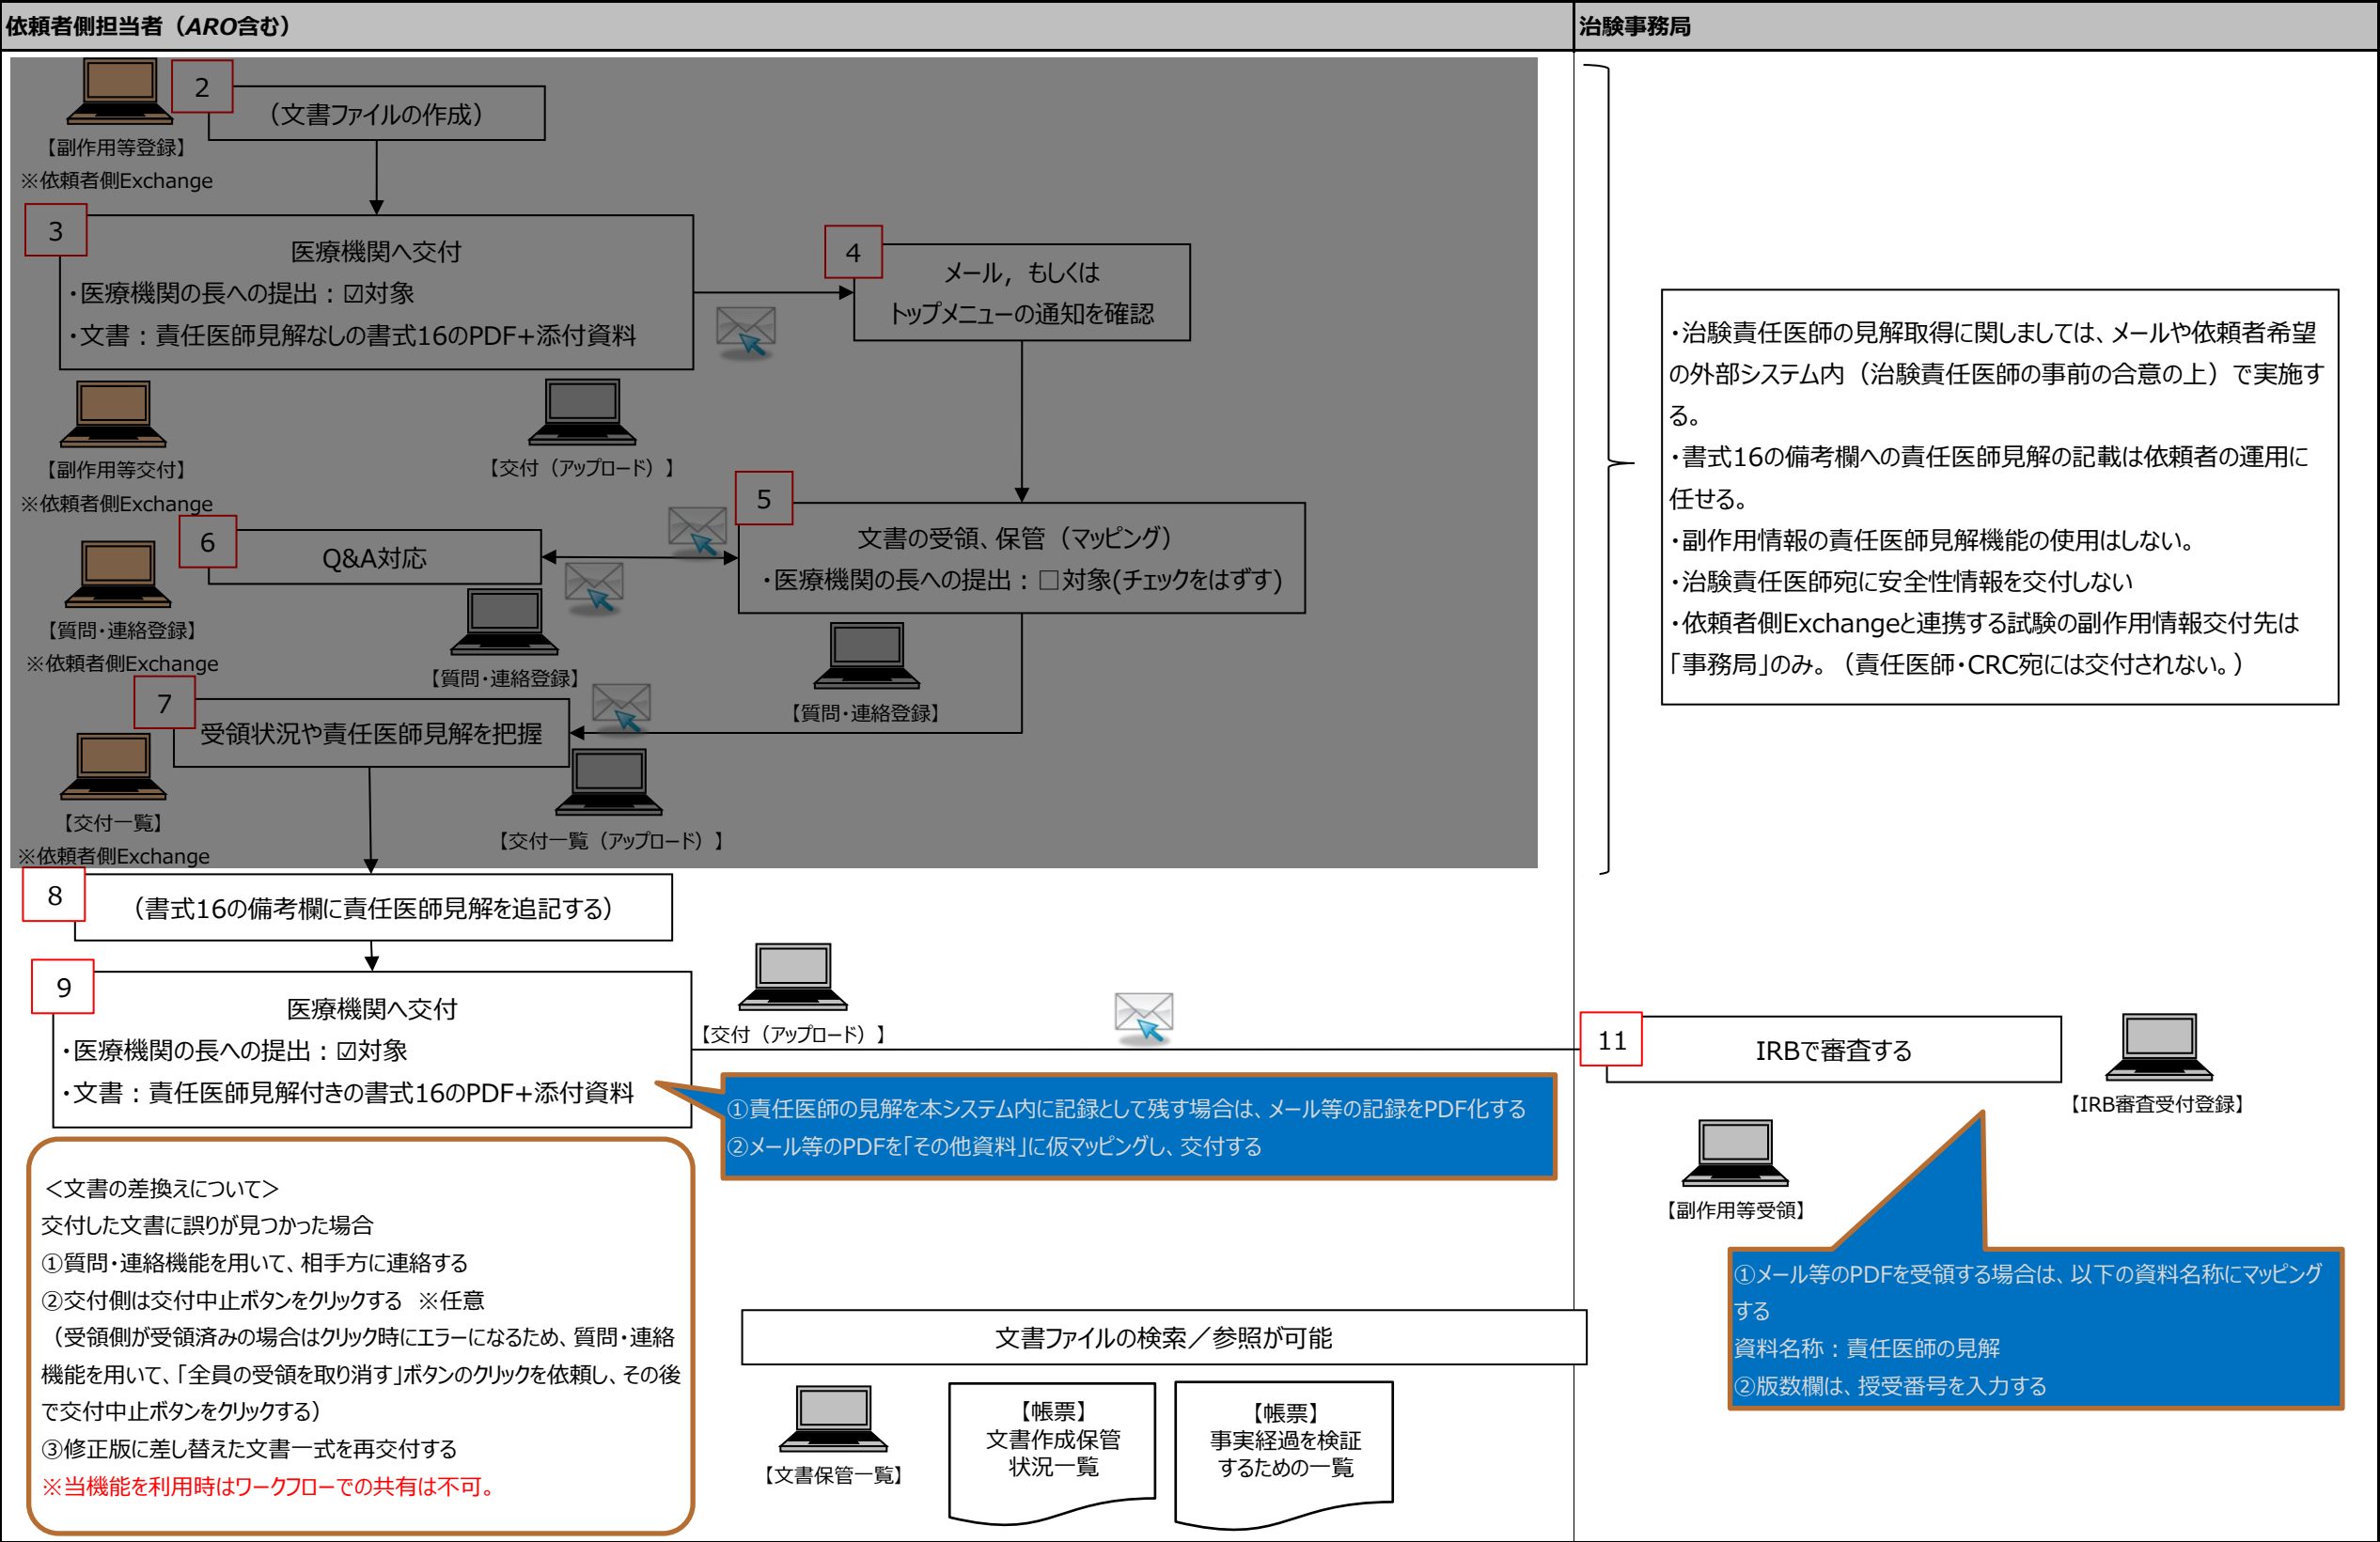 依頼者側担当者（ARO含む）
治験事務局
2
（文書ファイルの作成）
【副作用等登録】
※依頼者側Exchange
3
医療機関へ交付
・医療機関の長への提出：☑対象
・文書：責任医師見解なしの書式16のPDF+添付資料
4
メール，もしくは
トップメニューの通知を確認
【副作用等交付】
※依頼者側Exchange
【交付（アップロード）】
5
文書の受領、保管（マッピング）
・医療機関の長への提出：□対象(チェックをはずす)
6
Q&A対応
【質問・連絡登録】
※依頼者側Exchange
【質問・連絡登録】
【質問・連絡登録】
7
受領状況や責任医師見解を把握
【交付一覧】
※依頼者側Exchange
【交付一覧（アップロード）】
・治験責任医師の見解取得に関しましては、メールや依頼者希望
の外部システム内（治験責任医師の事前の合意の上）で実施す
る。
・書式16の備考欄への責任医師見解の記載は依頼者の運用に
任せる。
・副作用情報の責任医師見解機能の使用はしない。
・治験責任医師宛に安全性情報を交付しない
・依頼者側Exchangeと連携する試験の副作用情報交付先は
「事務局」のみ。（責任医師・CRC宛には交付されない。）
8
（書式16の備考欄に責任医師見解を追記する）
9
医療機関へ交付
・医療機関の長への提出：☑対象
・文書：責任医師見解付きの書式16のPDF+添付資料
【交付（アップロード）】
①責任医師の見解を本システム内に記録として残す場合は、メール等の記録をPDF化する
②メール等のPDFを「その他資料」に仮マッピングし、交付する
11
IRBで審査する
【IRB審査受付登録】
【副作用等受領】
①メール等のPDFを受領する場合は、以下の資料名称にマッピング
する
資料名称：責任医師の見解
②版数欄は、授受番号を入力する
＜文書の差換えについて＞
交付した文書に誤りが見つかった場合
①質問・連絡機能を用いて、相手方に連絡する
②交付側は交付中止ボタンをクリックする　※任意
（受領側が受領済みの場合はクリック時にエラーになるため、質問・連絡
機能を用いて、「全員の受領を取り消す」ボタンのクリックを依頼し、その後
で交付中止ボタンをクリックする）
③修正版に差し替えた文書一式を再交付する
※当機能を利用時はワークフローでの共有は不可。
文書ファイルの検索／参照が可能
【文書保管一覧】
【帳票】
文書作成保管
状況一覧
【帳票】
事実経過を検証
するための一覧